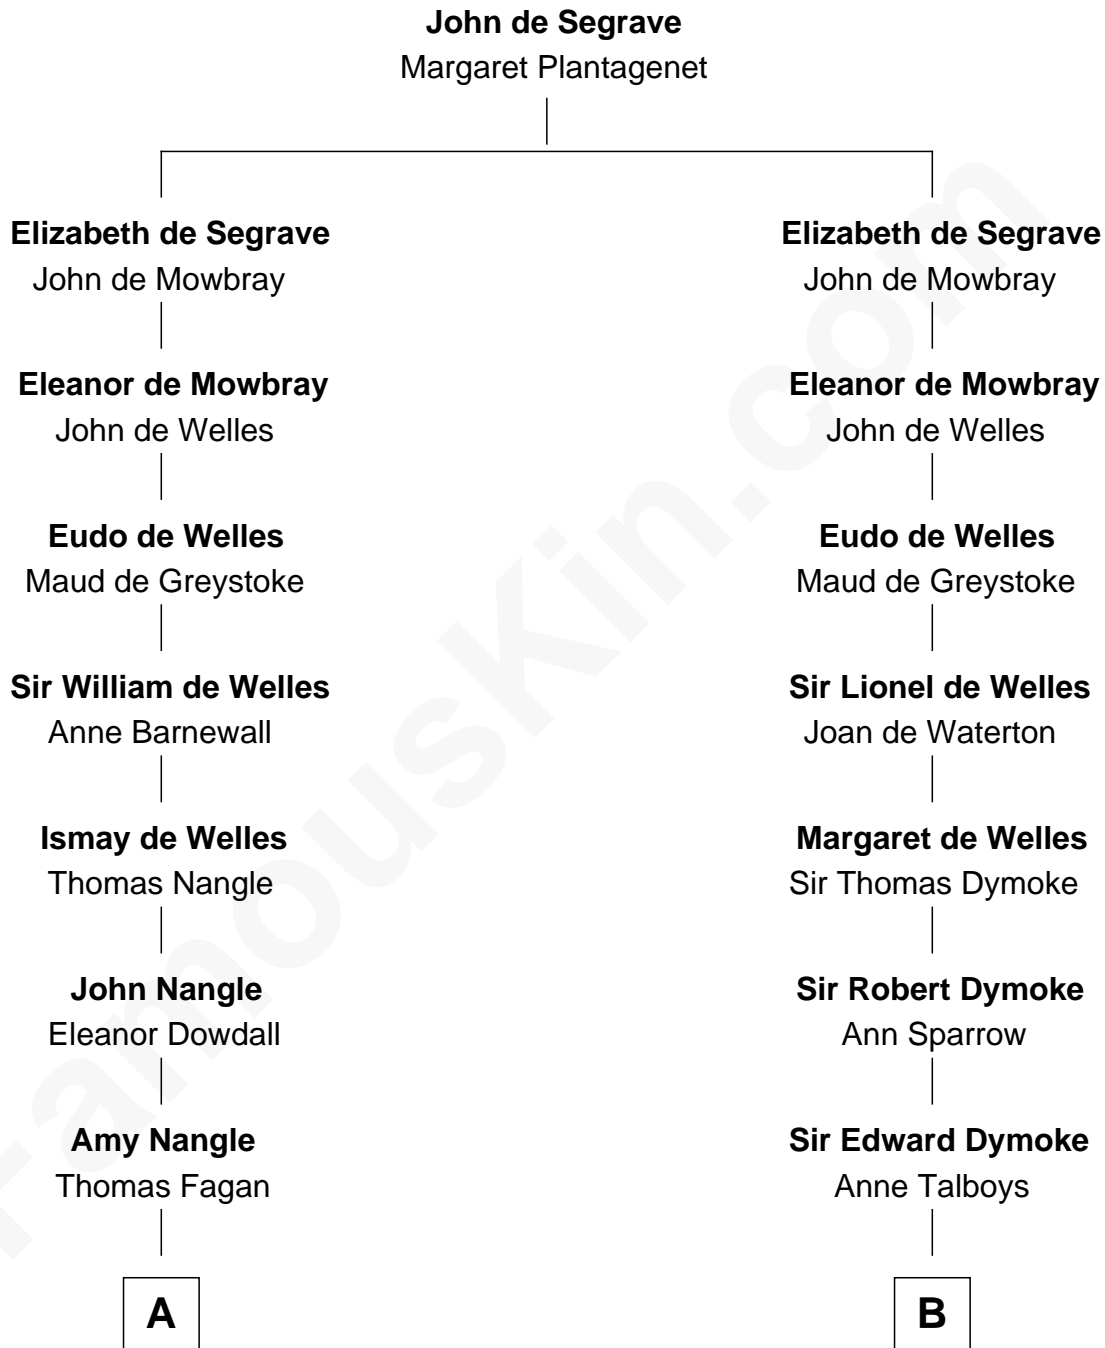 John de Segrave
Margaret Plantagenet
Elizabeth de Segrave
John de Mowbray
Elizabeth de Segrave
John de Mowbray
Eleanor de Mowbray
John de Welles
Eleanor de Mowbray
John de Welles
Eudo de Welles
Maud de Greystoke
Eudo de Welles
Maud de Greystoke
Sir William de Welles
Anne Barnewall
Sir Lionel de Welles
Joan de Waterton
Ismay de Welles
Thomas Nangle
Margaret de Welles
Sir Thomas Dymoke
John Nangle
Eleanor Dowdall
Sir Robert Dymoke
Ann Sparrow
Amy Nangle
Thomas Fagan
Sir Edward Dymoke
Anne Talboys
A
B
FamousKin.com